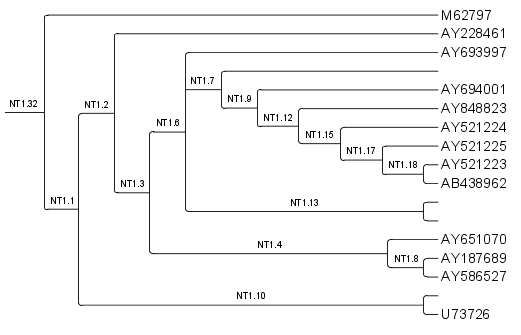 M62797
AY228461
AY693997
NT1.7
AY694001
NT1.32
NT1.2
NT1.9
AY848823
NT1.12
NT1.6
AY521224
NT1.15
AY521225
NT1.17
AY521223
NT1.18
AB438962
NT1.3
NT1.1
NT1.13
AY651070
NT1.4
AY187689
NT1.8
AY586527
NT1.10
U73726